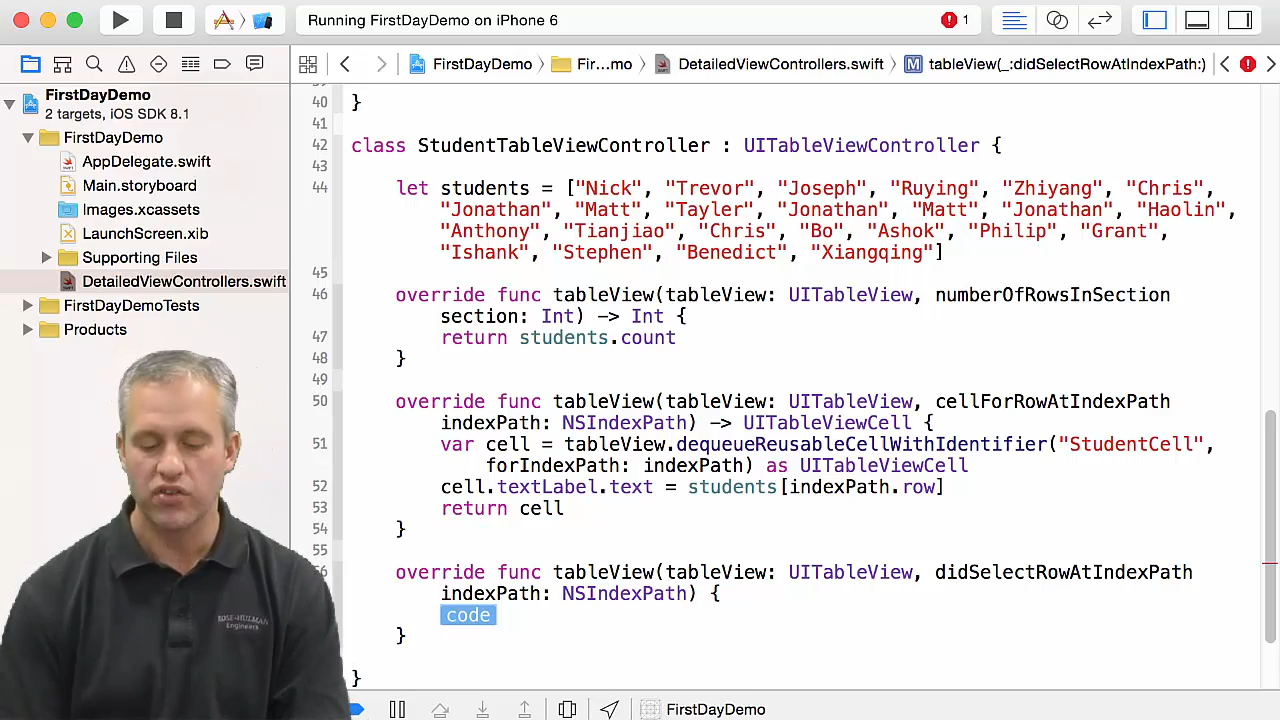 Running FirstDayDemo on iPhone 6
1
FirstDayDemo
Fir...mo
DetailedViewControllers.swift
M
tableView(_:didSelectRowAtIndexPath:)
FirstDayDemo
2 targets, iOS SDK 8.1
FirstDayDemo
AppDelegate.swift
Main.storyboard
Images.xcassets
LaunchScreen.xib
Supporting Files
DetailedViewControllers.swift
FirstDayDemoTests
Products
40 }
41
42 class StudentTableViewController : UITableViewController {
43
44 let students = ["Nick", "Trevor", "Joseph", "Ruying", "Zhiyang", "Chris",
"Jonathan", "Matt", "Tayler", "Jonathan", "Matt", "Jonathan", "Haolin",
"Anthony", "Tianjiao", "Chris", "Bo", "Ashok", "Philip", "Grant",
"Ishank", "Stephen", "Benedict", "Xiangqing"]
45
46 override func tableView(tableView: UITableView, numberOfRowsInSection
section: Int) -> Int {
47 return students.count
48 }
49
50 override func tableView(tableView: UITableView, cellForRowAtIndexPath
indexPath: NSIndexPath) -> UITableViewCell {
51 var cell = tableView.dequeueReusableCellWithIdentifier("StudentCell",
forIndexPath: indexPath) as UITableViewCell
52 cell.textLabel.text = students[indexPath.row]
53 return cell
54 }
55
56 override func tableView(tableView: UITableView, didSelectRowAtIndexPath
indexPath: NSIndexPath) {
code
}
}
ROSE-HULMAN
Engineers
FirstDayDemo